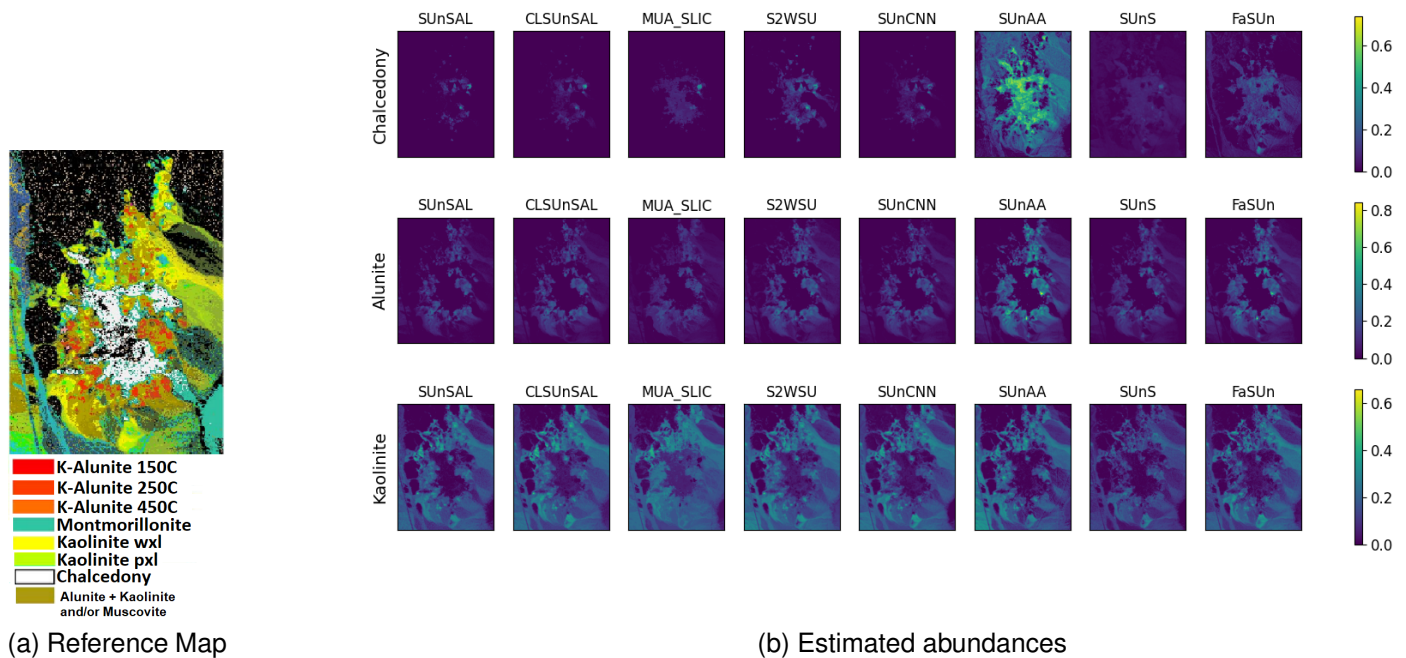 K-Alunite 150C
K-Alunite 250C
K-Alunite 450C
Montmorillonite
Kaolinite wxl
Kaolinite pxl
Chalcedony
Alunite + Kaolinite
and/or Muscovite
(a) Reference Map
SUnSAL CLSUnSAL MUA_SLIC S2WSU SUnCNN SUnAA SUnS FaSUn
Chalcedony
0.6
0.4
0.2
0.0
SUnSAL CLSUnSAL MUA_SLIC S2WSU SUnCNN SUnAA SUnS FaSUn
Alunite
0.8
0.6
0.4
0.2
0.0
SUnSAL CLSUnSAL MUA_SLIC S2WSU SUnCNN SUnAA SUnS FaSUn
Kaolinite
0.6
0.4
0.2
0.0
(b) Estimated abundances